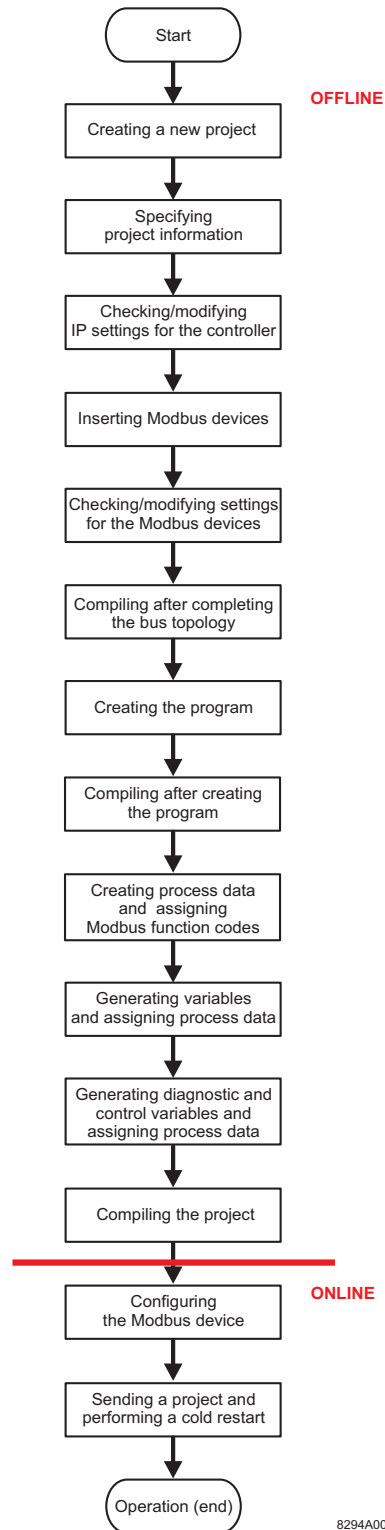 Start
OFFLINE
Creating a new project
Specifying
project information
Checking/modifying
IP settings for the controller
Inserting Modbus devices
Checking/modifying settings
for the Modbus devices
Compiling after completing
the bus topology
Creating the program
Compiling after creating
the program
Creating process data
and assigning
Modbus function codes
Generating variables
and assigning process data
Generating diagnostic and
control variables and
assigning process data
Compiling the project
ONLINE
Configuring
the Modbus device
Sending a project and
performing a cold restart
Operation (end)
8294A00